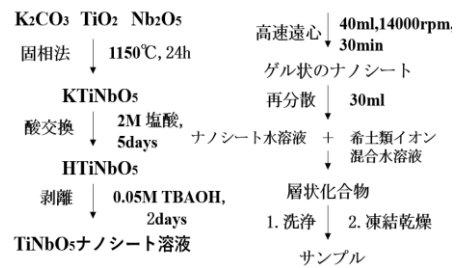 K2CO3 TiO2 Nb2O5
固相法 1150℃, 24h
KTiNbO5
酸交換 2M 塩酸,
5days
HTiNbO5
剥離 0.05M TBAOH,
2days
TiNbO5ナノシート溶液
高速遠心 40ml,14000rpm,
30min
ゲル状のナノシート
再分散 30ml
ナノシート水溶液 + 希土類イオン
混合水溶液
層状化合物
1. 洗浄 2. 凍結乾燥
サンプル